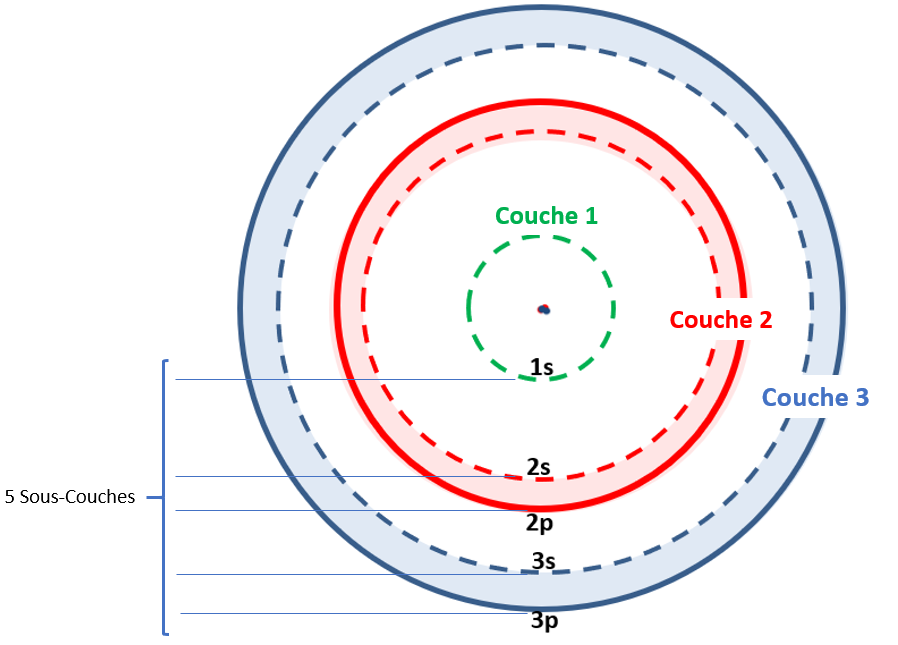 Couche 1
Couche 2
1s
Couche 3
2s
5 Sous-Couches
2p
3s
3p